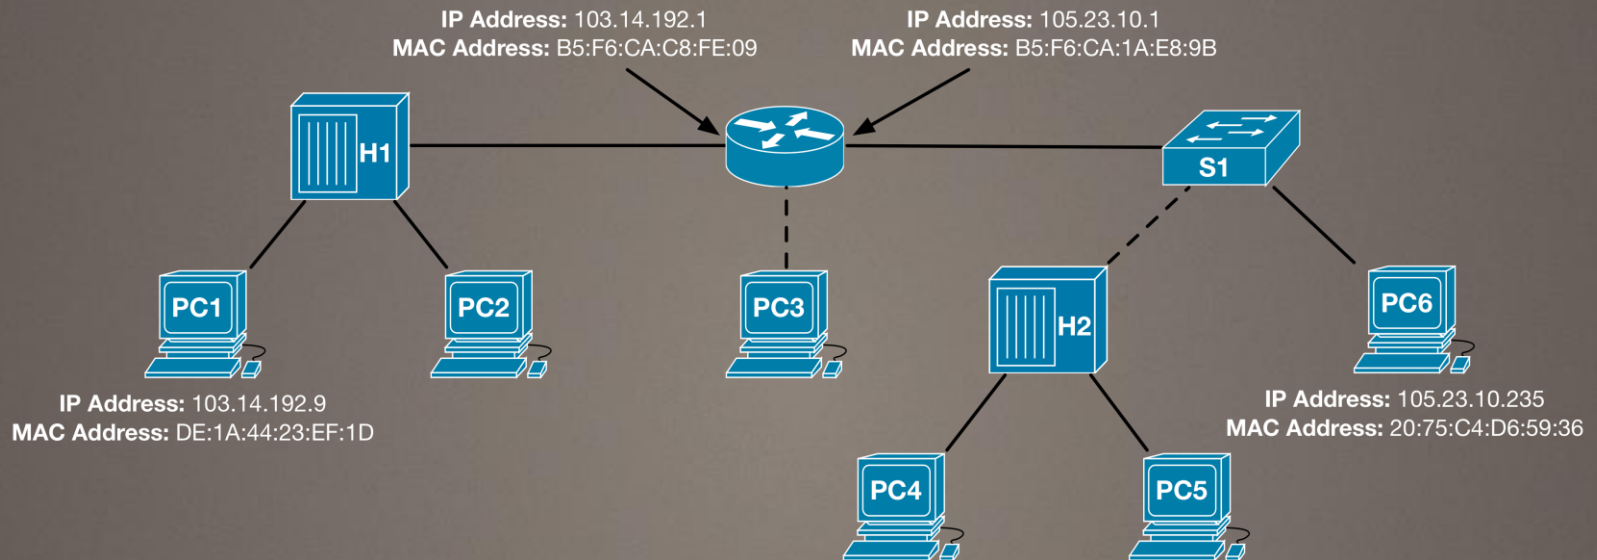 IP Address: 103.14.192.1
MAC Address: B5:F6:CA:C8:FE:09
IP Address: 105.23.10.1
MAC Address: B5:F6:CA:1A:E8:9B
H1
S1
PC1
PC2
PC3
H2
PC6
IP Address: 103.14.192.9
MAC Address: DE:1A:44:23:EF:1D
IP Address: 105.23.10.235
MAC Address: 20:75:C4:D6:59:36
PC4
PC5